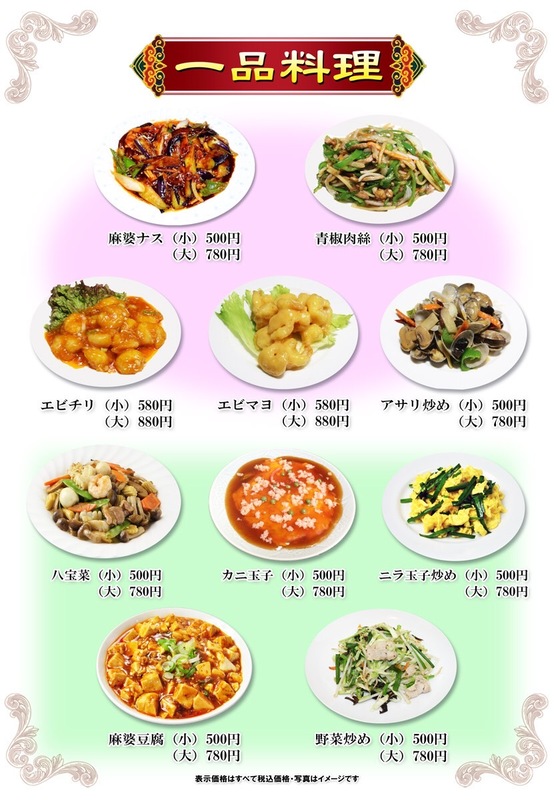 一品料理
麻婆ナス（小）500円
（大）780円
青椒肉絲（小）500円
（大）780円
エビチリ（小）580円
（大）880円
エビマヨ（小）580円
（大）880円
アサリ炒め（小）500円
（大）780円
八宝菜（小）500円
（大）780円
カニ玉子（小）500円
（大）780円
ニラ玉子炒め（小）500円
（大）780円
麻婆豆腐（小）500円
（大）780円
野菜炒め（小）500円
（大）780円
表示価格はすべて税込価格・写真はイメージです